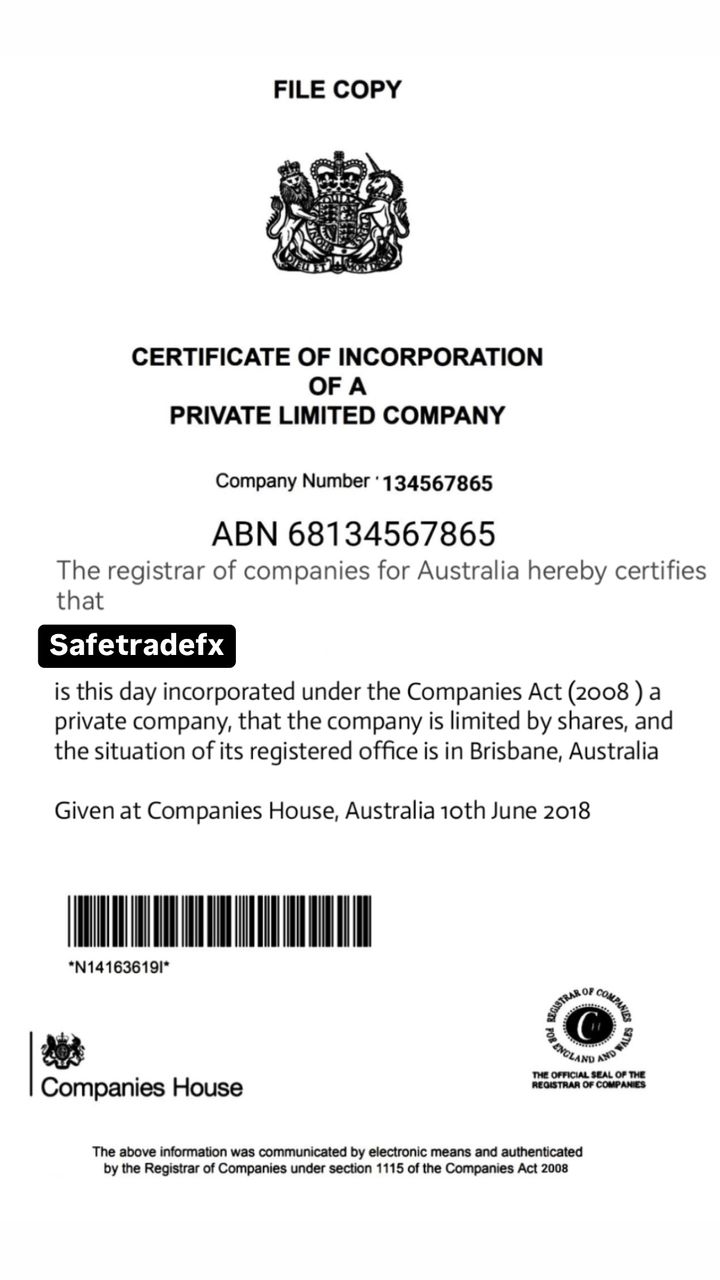 FILE COPY
DIEU ET MON DROIT
CERTIFICATE OF INCORPORATION
OF A
PRIVATE LIMITED COMPANY
Company Number 134567865
ABN 68134567865
The registrar of companies for Australia hereby certifies
that
Safetradefx
is this day incorporated under the Companies Act (2008 ) a
private company, that the company is limited by shares, and
the situation of its registered office is in Brisbane, Australia
Given at Companies House, Australia 10th June 2018
*N14163619I*
REGISTRAR OF COMPANIES
FOR ENGLAND AND WALES
THE OFFICIAL SEAL OF THE
REGISTRAR OF COMPANIES
Companies House
The above information was communicated by electronic means and authenticated
by the Registrar of Companies under section 1115 of the Companies Act 2008